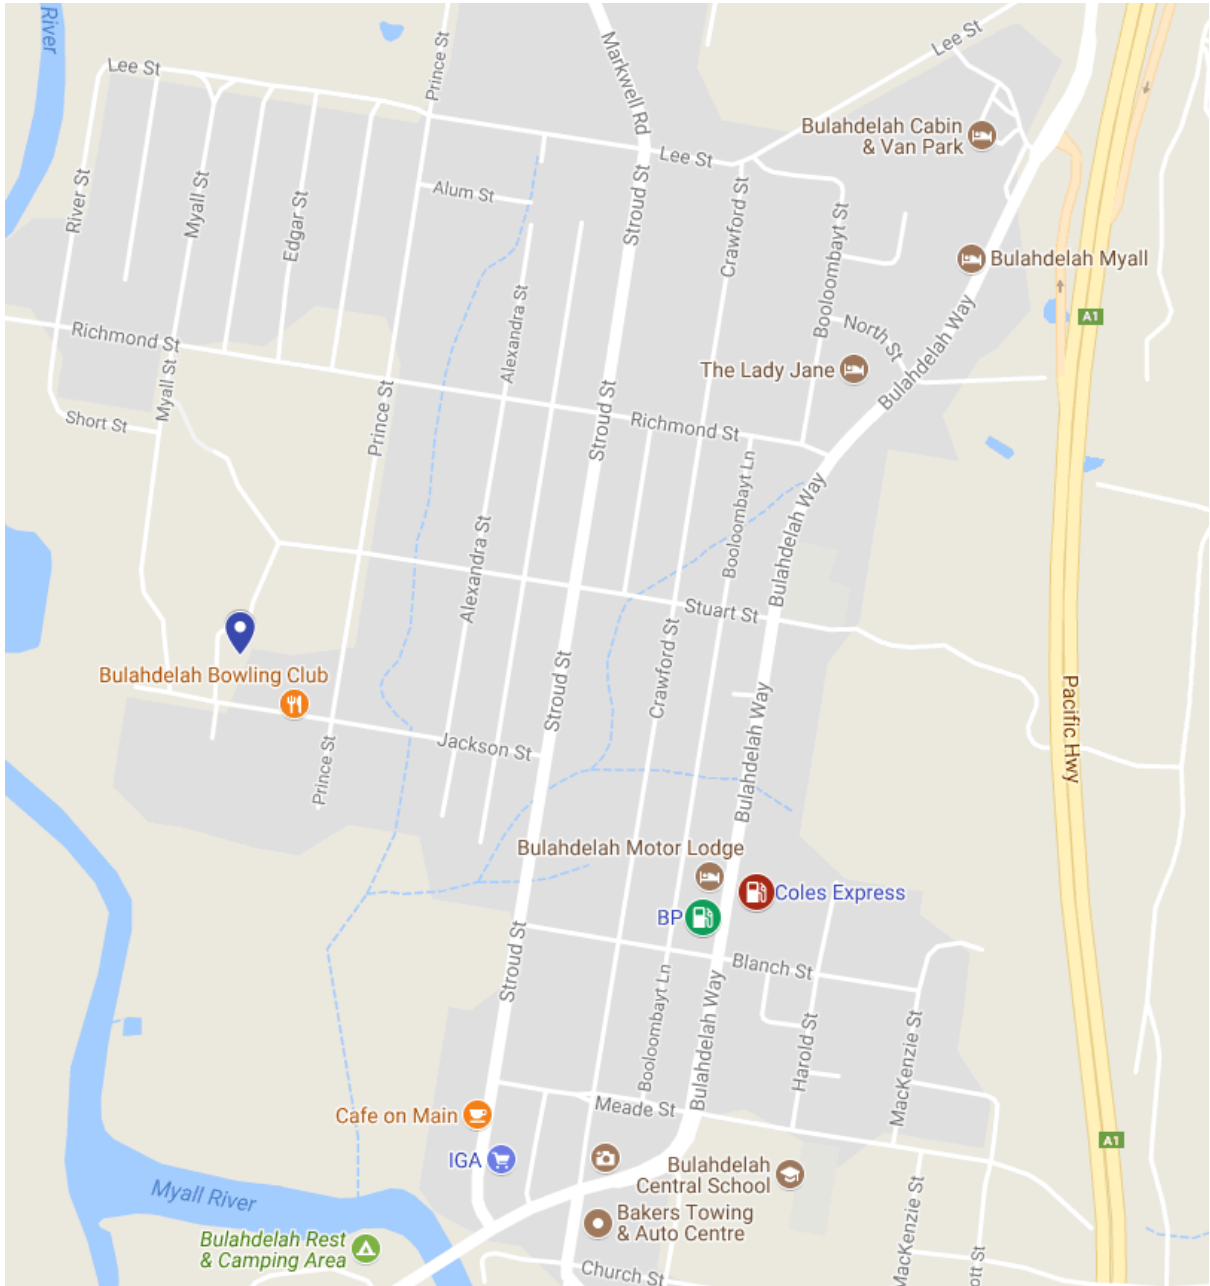 River
Lee St
Prince St
Markwell Rd
Lee St
Bulahdelah Cabin
& Van Park
Lee St
River St
Myall St
Edgar St
Alum St
Stroud St
Crawford St
Booloombayt St
Bulahdelah Myall
A1
Richmond St
Alexandra St
North St
Bulahdelah Way
The Lady Jane
Myall St
Short St
Prince St
Stroud St
Richmond St
Booloombayt Ln
Bulahdelah Way
Alexandra St
Stuart St
Crawford St
Bulahdelah Bowling Club
Stroud St
Bulahdelah Way
Pacific Hwy
Jackson St
Prince St
Bulahdelah Motor Lodge
Coles Express
BP
Stroud St
Blanch St
Booloombayt Ln
Bulahdelah Way
Harold St
MacKenzie St
Meade St
Cafe on Main
A1
IGA
Bulahdelah
Central School
Myall River
MacKenzie St
Bakers Towing
& Auto Centre
Bulahdelah Rest
& Camping Area
Church St
ott St